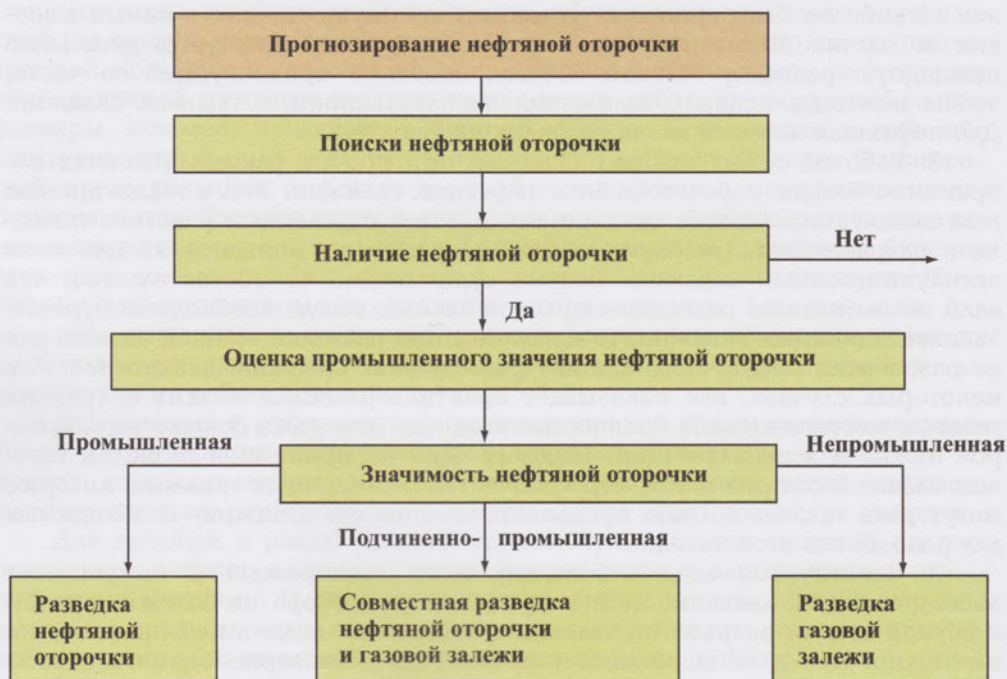 Прогнозирование нефтяной оторочки
Поиски нефтяной оторочки
Наличие нефтяной оторочки
Нет
Да
Оценка промышленного значения нефтяной оторочки
Промышленная
Непромышленная
Значимость нефтяной оторочки
Подчиненно- промышленная
Разведка
нефтяной
оторочки
Совместная разведка
нефтяной оторочки
и газовой залежи
Разведка
газовой
залежи